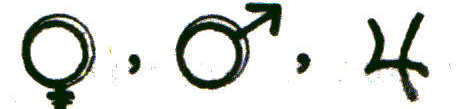 ♀, ♂, ♃